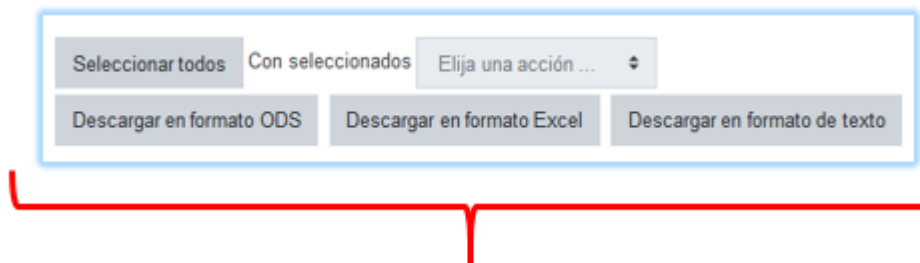 Seleccionar todos Con seleccionados Elija una acción ...
Descargar en formato ODS Descargar en formato Excel Descargar en formato de texto